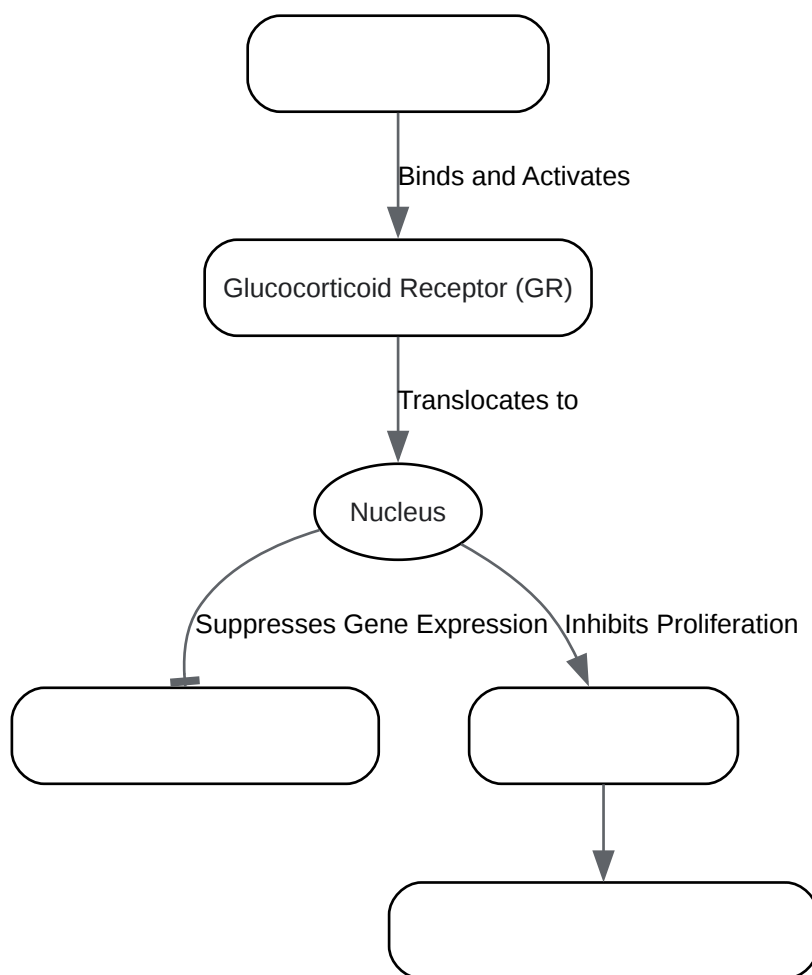 Binds and Activates
Glucocorticoid Receptor (GR)
Translocates to
Nucleus
Suppresses Gene Expression
Inhibits Proliferation